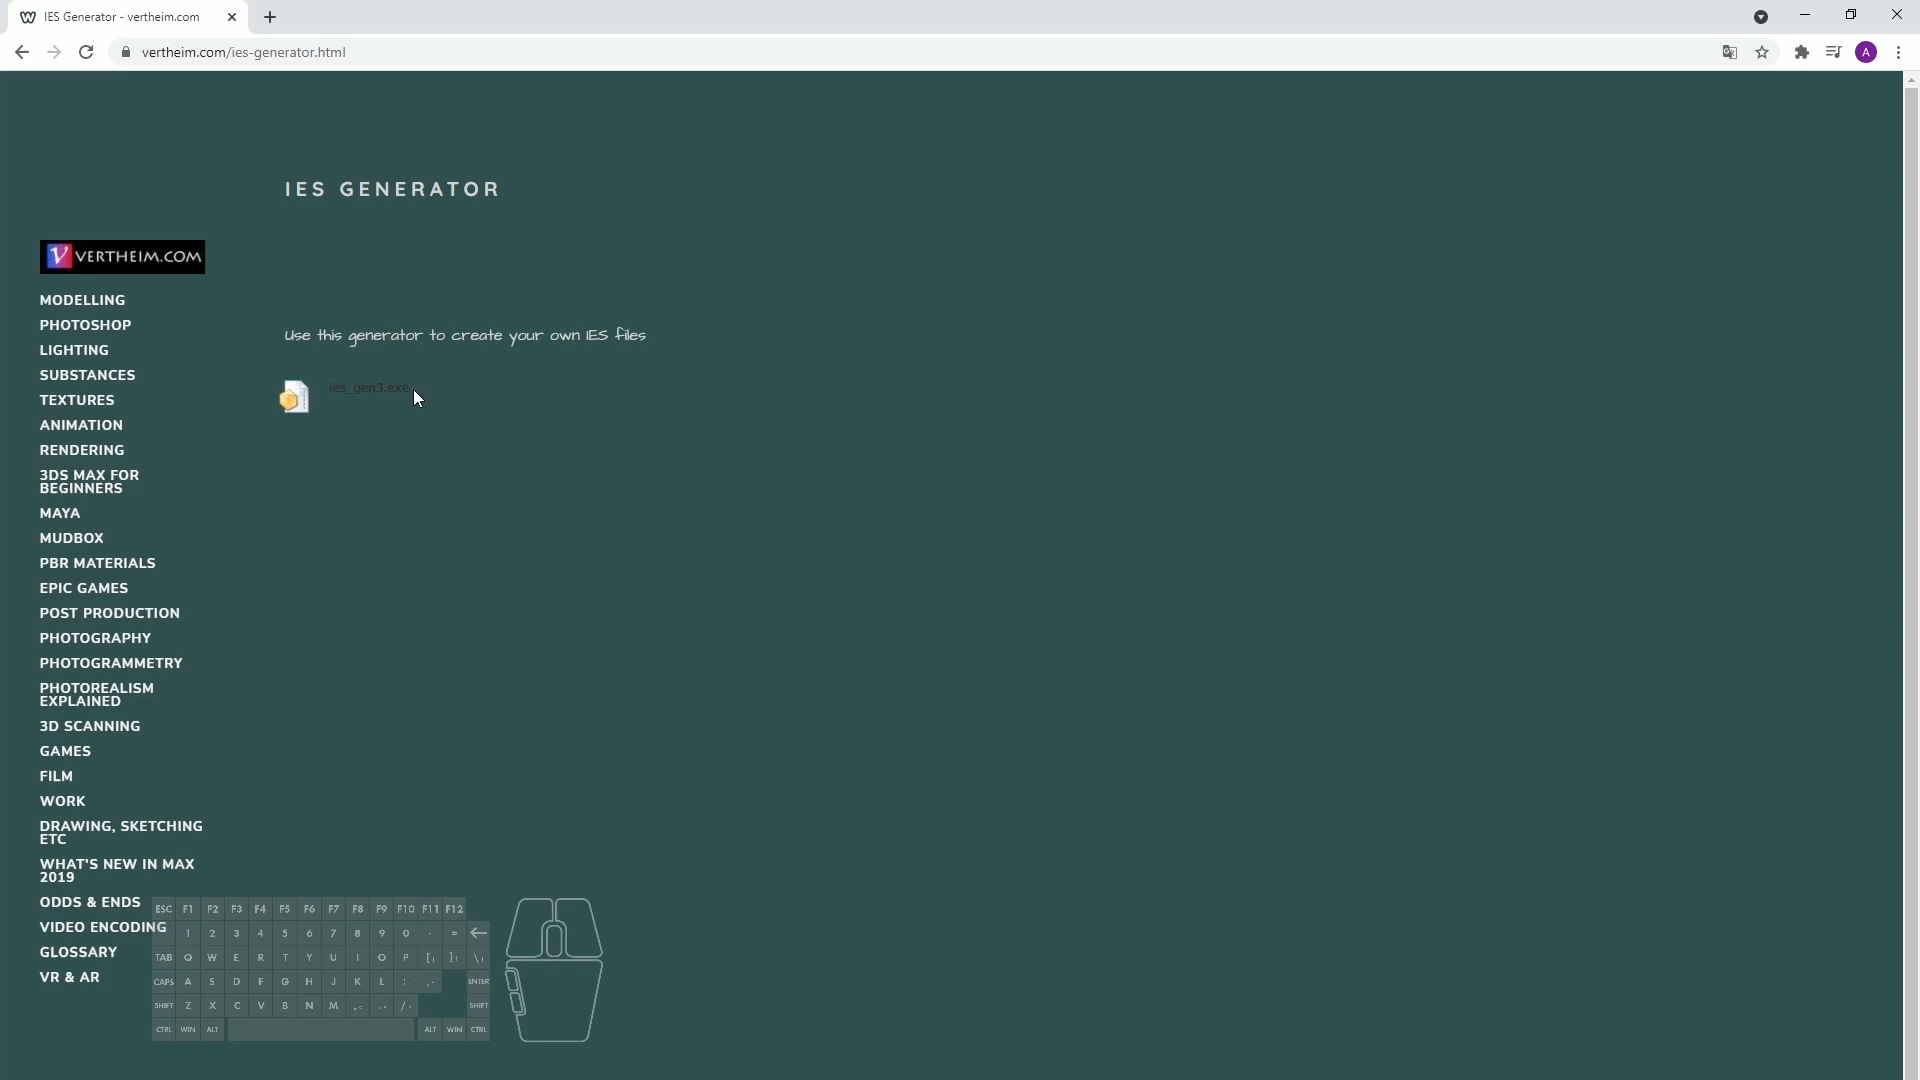 IES Generator - vertheim.com
vertheim.com/ies-generator.html
A
IES GENERATOR
V VERTHEIM.COM
MODELLING
PHOTOSHOP
LIGHTING
SUBSTANCES
TEXTURES
ANIMATION
RENDERING
3DS MAX FOR
BEGINNERS
MAYA
MUDBOX
PBR MATERIALS
EPIC GAMES
POST PRODUCTION
PHOTOGRAPHY
PHOTOGRAMMETRY
PHOTOREALISM
EXPLAINED
3D SCANNING
GAMES
FILM
WORK
DRAWING, SKETCHING
ETC
WHAT'S NEW IN MAX
2019
ODDS & ENDS
VIDEO ENCODING
GLOSSARY
VR & AR
Use this generator to create your own IES files
ies_gen3.exe
ESC F1 F2 F3 F4 F5 F6 F7 F8 F9 F10 F11 F12
1 2 3 4 5 6 7 8 9 0 - =
TAB Q W E R T Y U I O P [ ] \
CAPS A S D F G H J K L : ENTER
SHIFT Z X C V B N M / SHIFT
CTRL WIN ALT ALT WIN CTRL